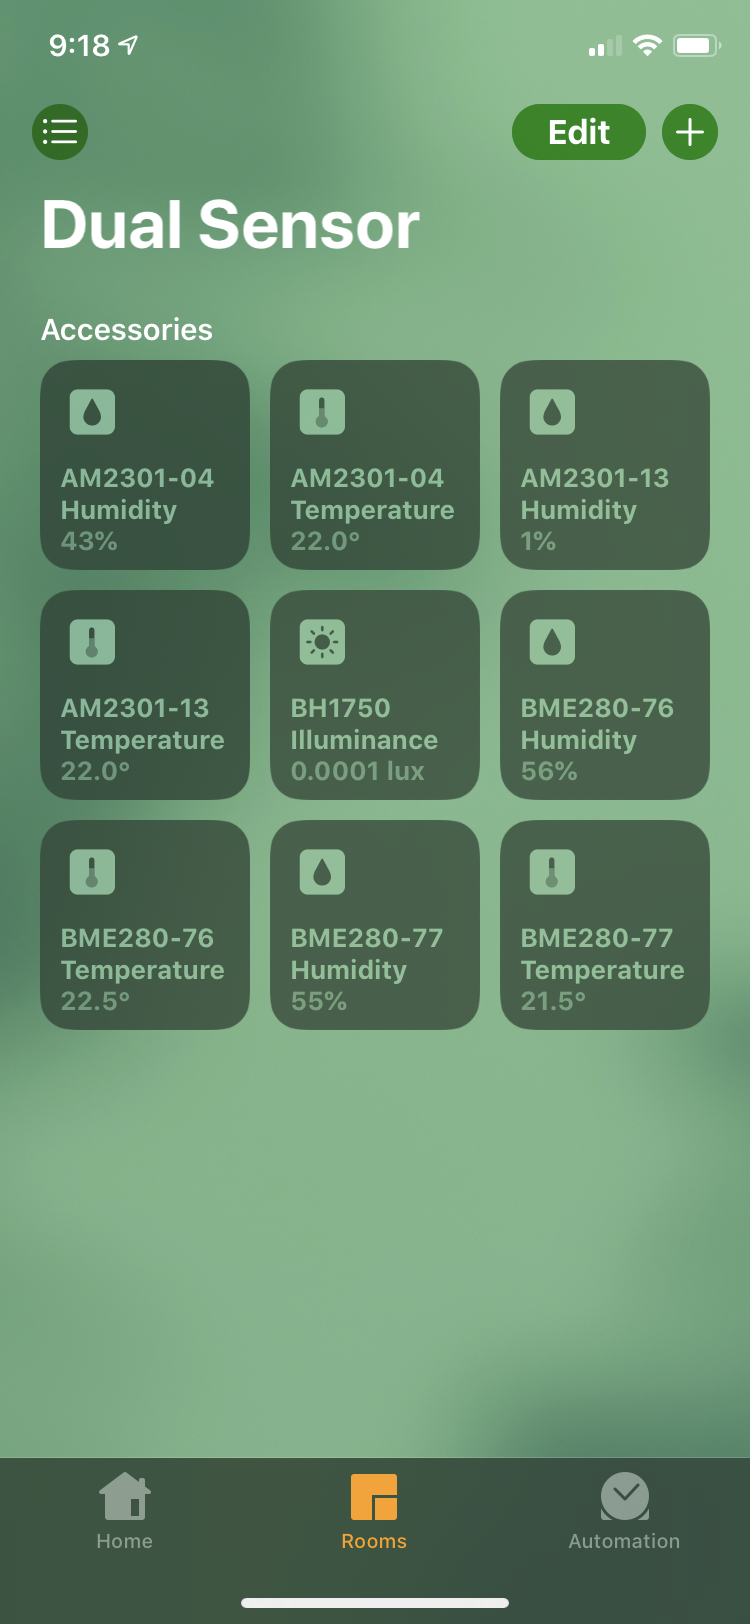 9:18
Edit
Dual Sensor
Accessories
AM2301-04
Humidity
43%
AM2301-04
Temperature
22.0°
AM2301-13
Humidity
1%
AM2301-13
Temperature
22.0°
BH1750
Illuminance
0.0001 lux
BME280-76
Humidity
56%
BME280-76
Temperature
22.5°
BME280-77
Humidity
55%
BME280-77
Temperature
21.5°
Home
Rooms
Automation